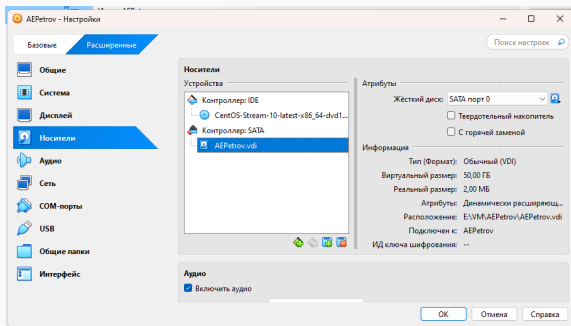 AEPetrov - Настройки
Базовые
Расширенные
Поиск настроек
Общие
Система
Дисплей
Носители
Аудио
Сеть
COM-порты
USB
Общие папки
Интерфейс
Носители
Устройства
Контроллер: IDE
CentOS-Stream-10-latest-x86_64-dvd1...
Контроллер: SATA
AEPetrov.vdi
Атрибуты
Жёсткий диск: SATA порт 0
Твердотельный накопитель
С горячей заменой
Информация
Тип (Формат): Обычный (VDI)
Виртуальный размер: 50,00 ГБ
Реальный размер: 2,00 МБ
Атрибуты: Динамически расширяющ...
Расположение: E:\VM\AEPetrov\AEPetrov.vdi
Подключен к: AEPetrov
ИД ключа шифрования: --
Аудио
Включить аудио
OK
Отмена
Справка